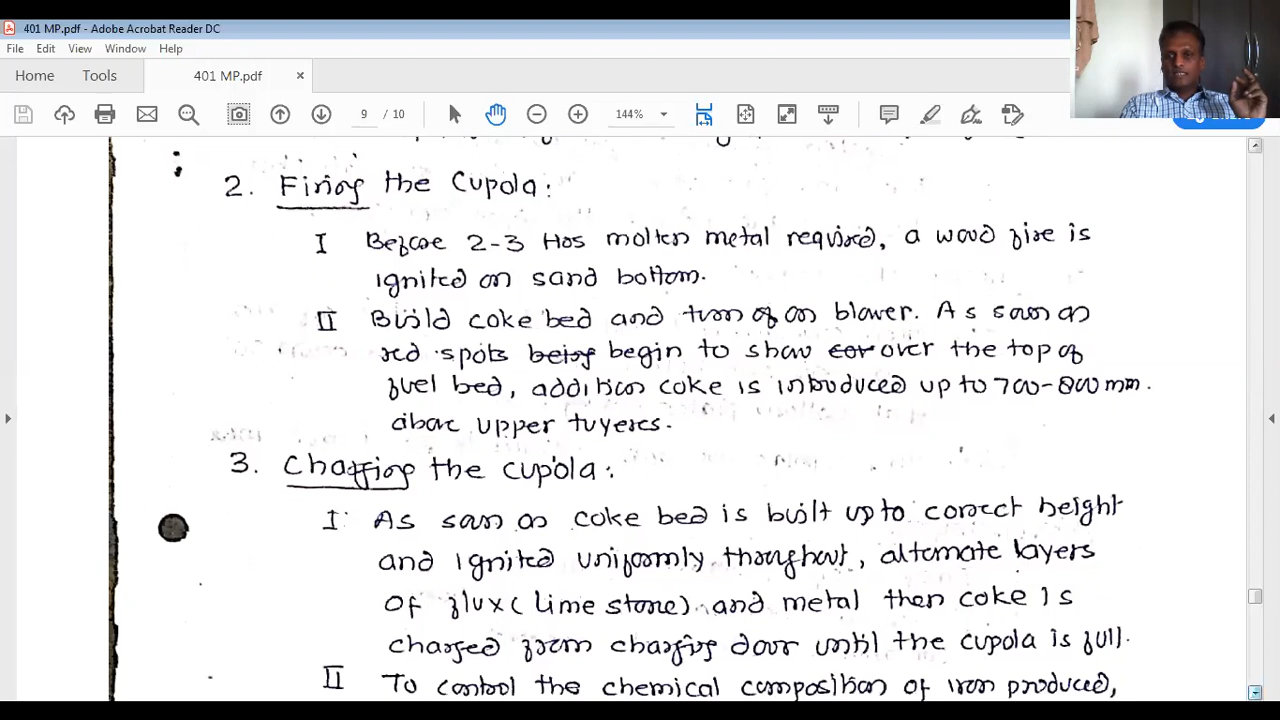 401 MP.pdf - Adobe Acrobat Reader DC
File Edit View Window Help
Home Tools 401 MP.pdf ×
9 / 10 144%
2. Firing the Cupola:
I Before 2-3 Hos molten metal required, a wood fire is
ignited on sand bottom.
II Build coke bed and turn of on blower. As soon as
red spots being begin to show over the top of
fuel bed, addition coke is introduced up to 700-800 mm.
above upper tuyeres.
3. Charging the cupola:
I As soon as coke bed is built up to correct height
and ignited uniformly throughout, alternate layers
of flux (lime stone) and metal then coke is
charged from charging door until the cupola is full.
II To control the chemical composition of iron produced,